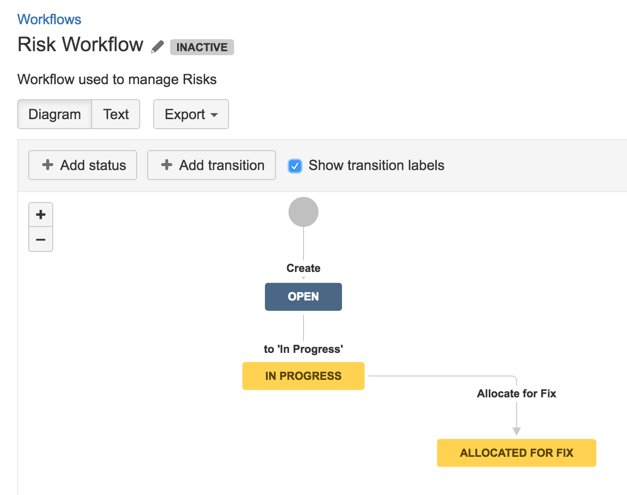 Workflows
Risk Workflow INACTIVE
Workflow used to manage Risks
Diagram Text Export
+ Add status + Add transition Show transition labels
+
−
Create
OPEN
to 'In Progress'
IN PROGRESS
Allocate for Fix
ALLOCATED FOR FIX